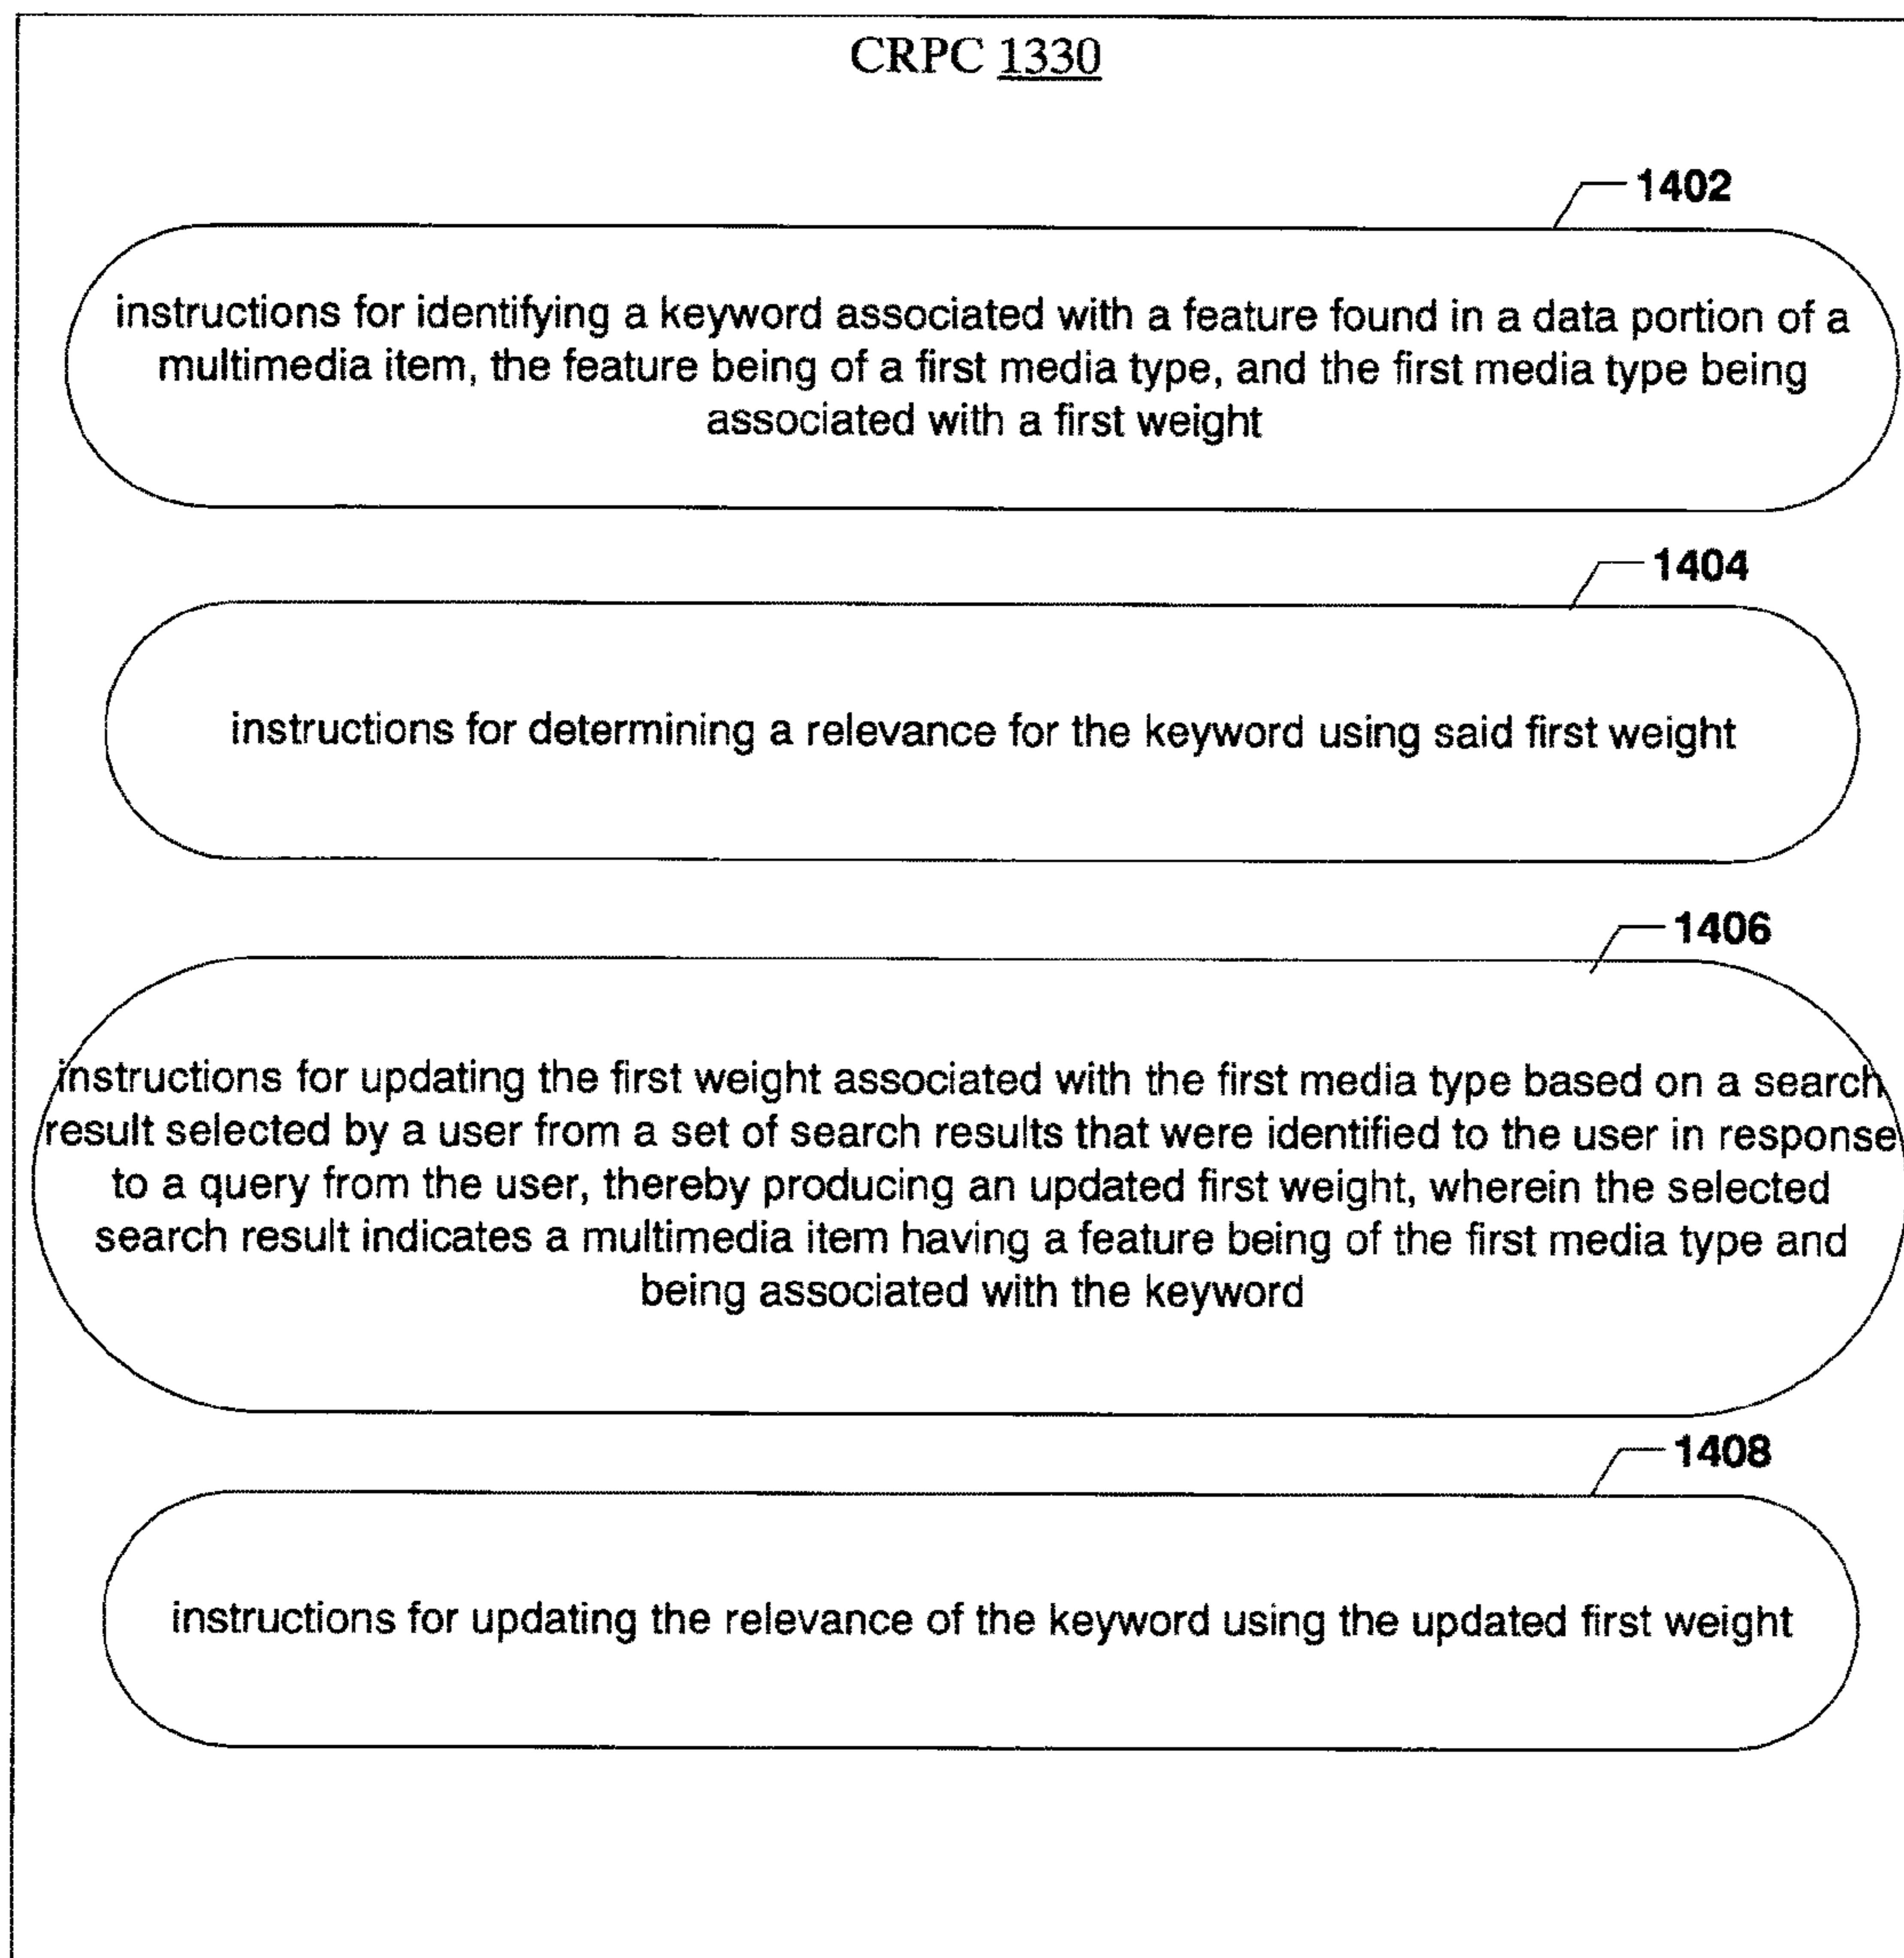 CRPC 1330
1402
instructions for identifying a keyword associated with a feature found in a data portion of a
multimedia item, the feature being of a first media type, and the first media type being
associated with a first weight
1404
instructions for determining a relevance for the keyword using said first weight
1406
instructions for updating the first weight associated with the first media type based on a search
result selected by a user from a set of search results that were identified to the user in response
to a query from the user, thereby producing an updated first weight, wherein the selected
search result indicates a multimedia item having a feature being of the first media type and
being associated with the keyword
1408
instructions for updating the relevance of the keyword using the updated first weight